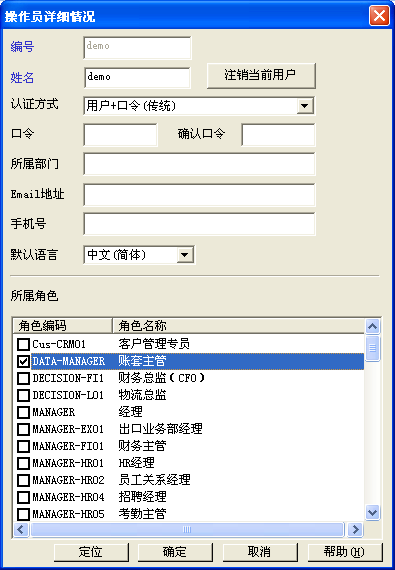 操作员详细情况
编号 demo
姓名 demo 注销当前用户
认证方式 用户+口令(传统)
口令 确认口令
所属部门
Email地址
手机号
默认语言 中文(简体)
所属角色
角色编码 角色名称
Cus-CRM01 客户管理专员
DATA-MANAGER 账套主管
DECISION-FI1 财务总监(CFO)
DECISION-LO1 物流总监
MANAGER 经理
MANAGER-EX01 出口业务部经理
MANAGER-FI01 财务主管
MANAGER-HR01 HR经理
MANAGER-HR02 员工关系经理
MANAGER-HR04 招聘经理
MANAGER-HR05 考勤主管
定位 确定 取消 帮助(H)